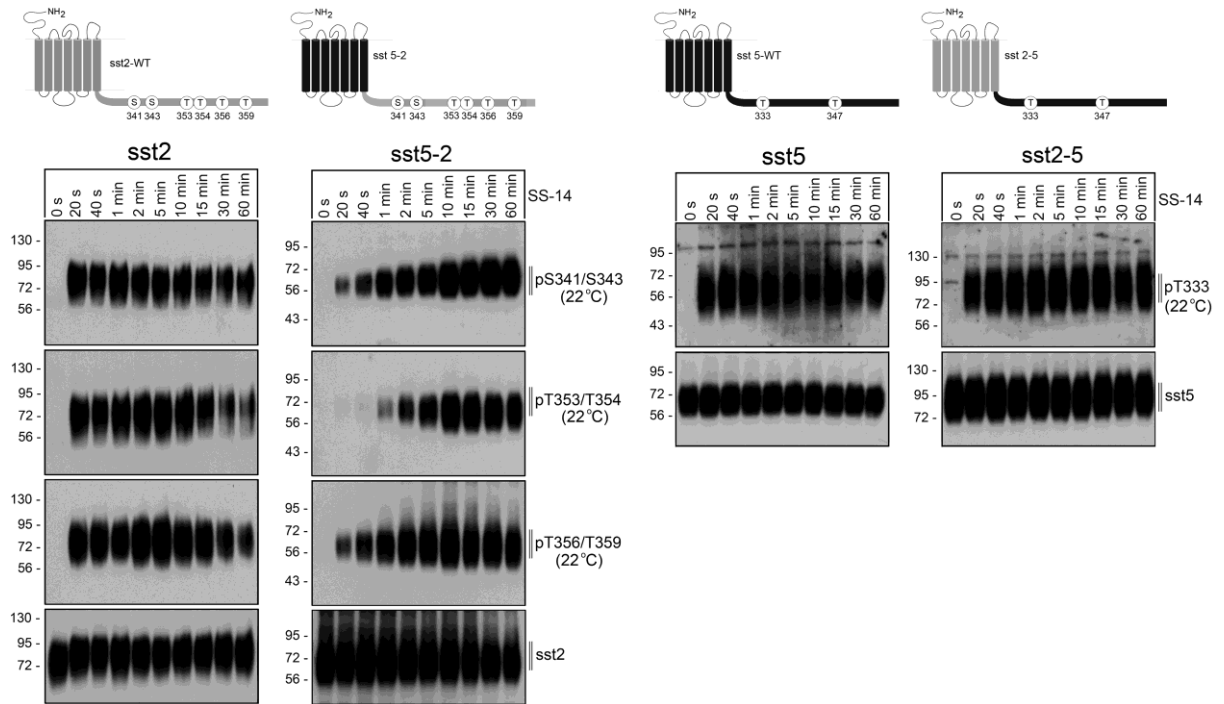 NH2
sst2-WT
S S T T T T
341 343 353 354 356 359
NH2
sst 5-2
S S T T T T
341 343 353 354 356 359
NH2
sst 5-WT
T T
333 347
NH2
sst 2-5
T T
333 347
sst2
0 s 20 s 40 s 1 min 2 min 5 min 10 min 15 min 30 min 60 min
130 -
95 -
72 -
56 -
130 -
95 -
72 -
56 -
130 -
95 -
72 -
56 -
130 -
95 -
72 -
sst5-2
0 s 20 s 40 s 1 min 2 min 5 min 10 min 15 min 30 min 60 min
SS-14
95 -
72 -
56 -
43 -
pS341/S343
(22°C)
95 -
72 -
56 -
43 -
pT353/T354
(22°C)
95 -
72 -
56 -
43 -
pT356/T359
(22°C)
95 -
72 -
56 -
sst2
sst5
0 s 20 s 40 s 1 min 2 min 5 min 10 min 15 min 30 min 60 min
95 -
72 -
56 -
43 -
95 -
72 -
56 -
sst2-5
0 s 20 s 40 s 1 min 2 min 5 min 10 min 15 min 30 min 60 min
SS-14
130 -
95 -
72 -
56 -
pT333
(22°C)
130 -
95 -
72 -
sst5